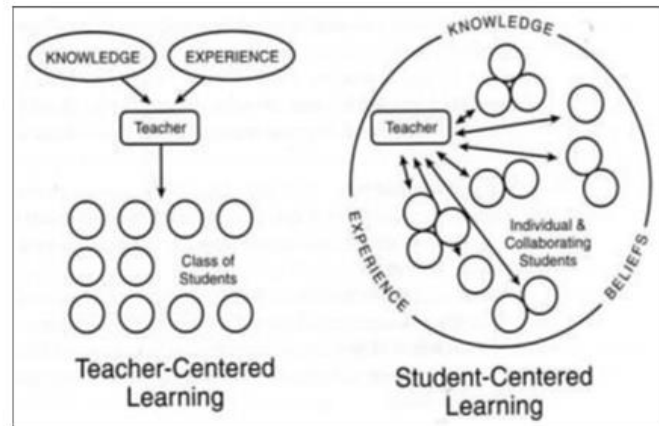 KNOWLEDGE
EXPERIENCE
Teacher
Class of
Students
Teacher-Centered
Learning
KNOWLEDGE
Teacher
EXPERIENCE
Individual &
Collaborating
Students
BELIEFS
Student-Centered
Learning